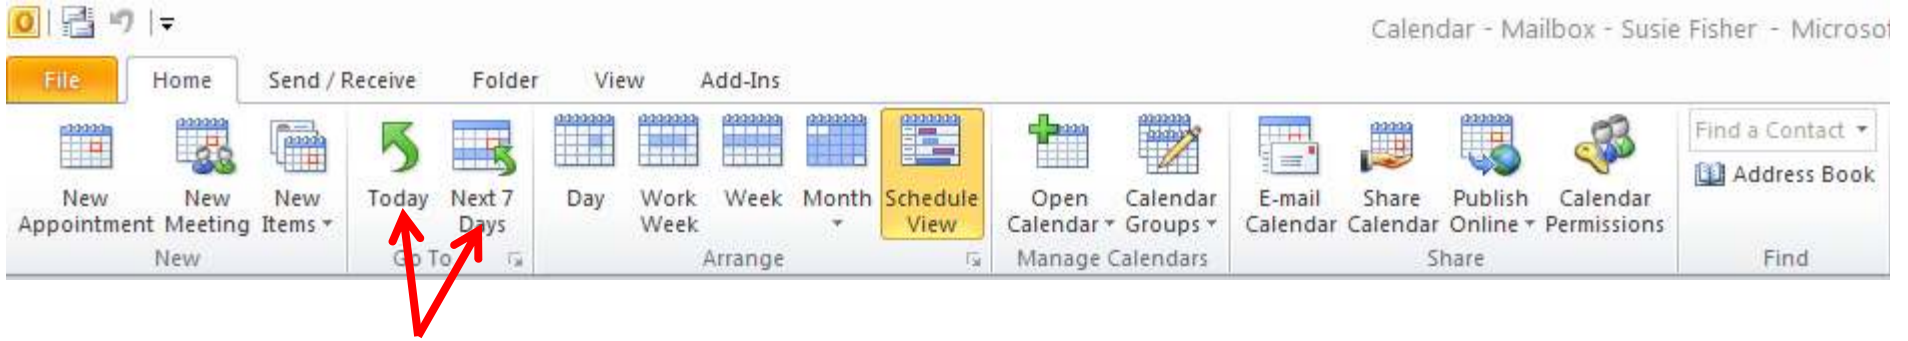 Calendar - Mailbox - Susie Fisher - Microsof
File Home Send / Receive Folder View Add-Ins
New Appointment
New Meeting
New Items
Today
Next 7 Days
Day
Work Week
Week
Month
Schedule View
Open Calendar
Calendar Groups
E-mail Calendar
Share Calendar
Publish Online
Calendar Permissions
Find a Contact
Address Book
New
Go To
Arrange
Manage Calendars
Share
Find